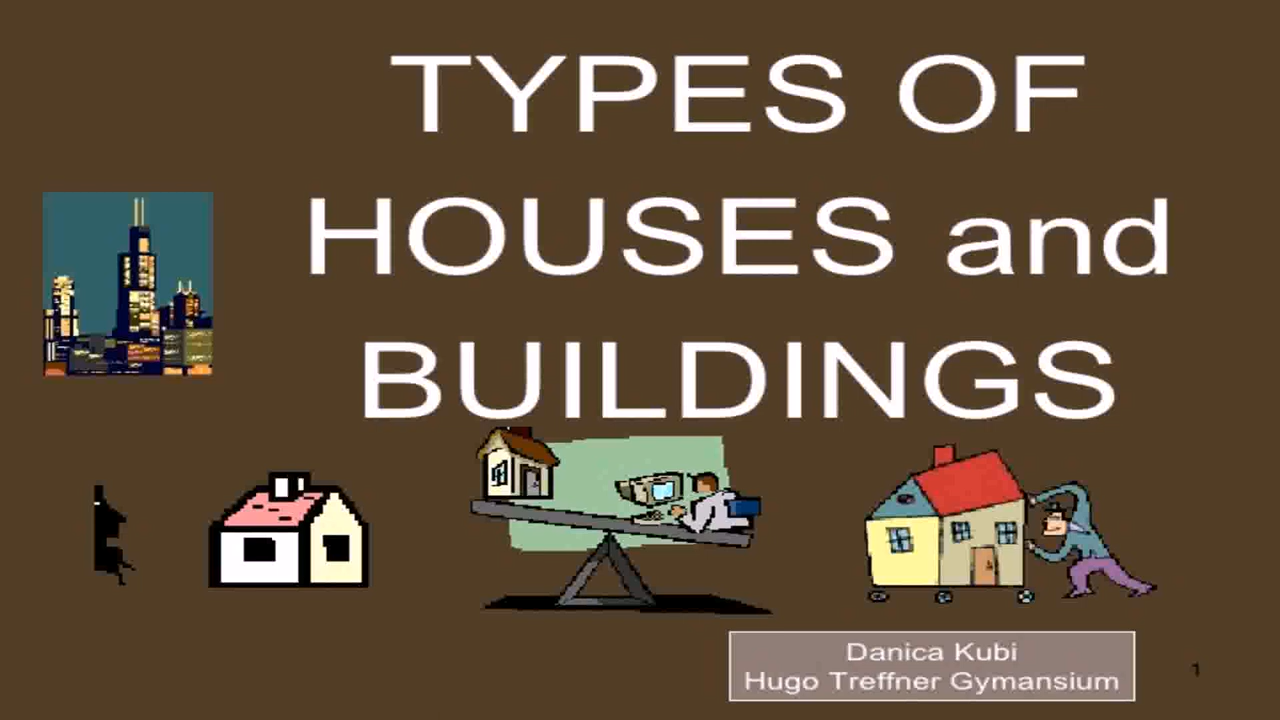 TYPES OF
HOUSES and
BUILDINGS
Danica Kubi
Hugo Treffner Gymansium
1